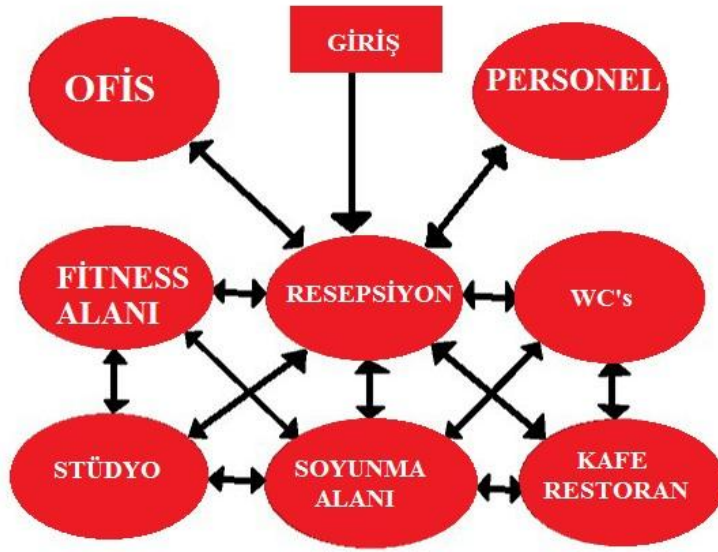 GİRİŞ
OFİS
PERSONEL
FİTNESS
ALANI
RESEPSİYON
WC's
STÜDYO
SOYUNMA
ALANI
KAFE
RESTORAN